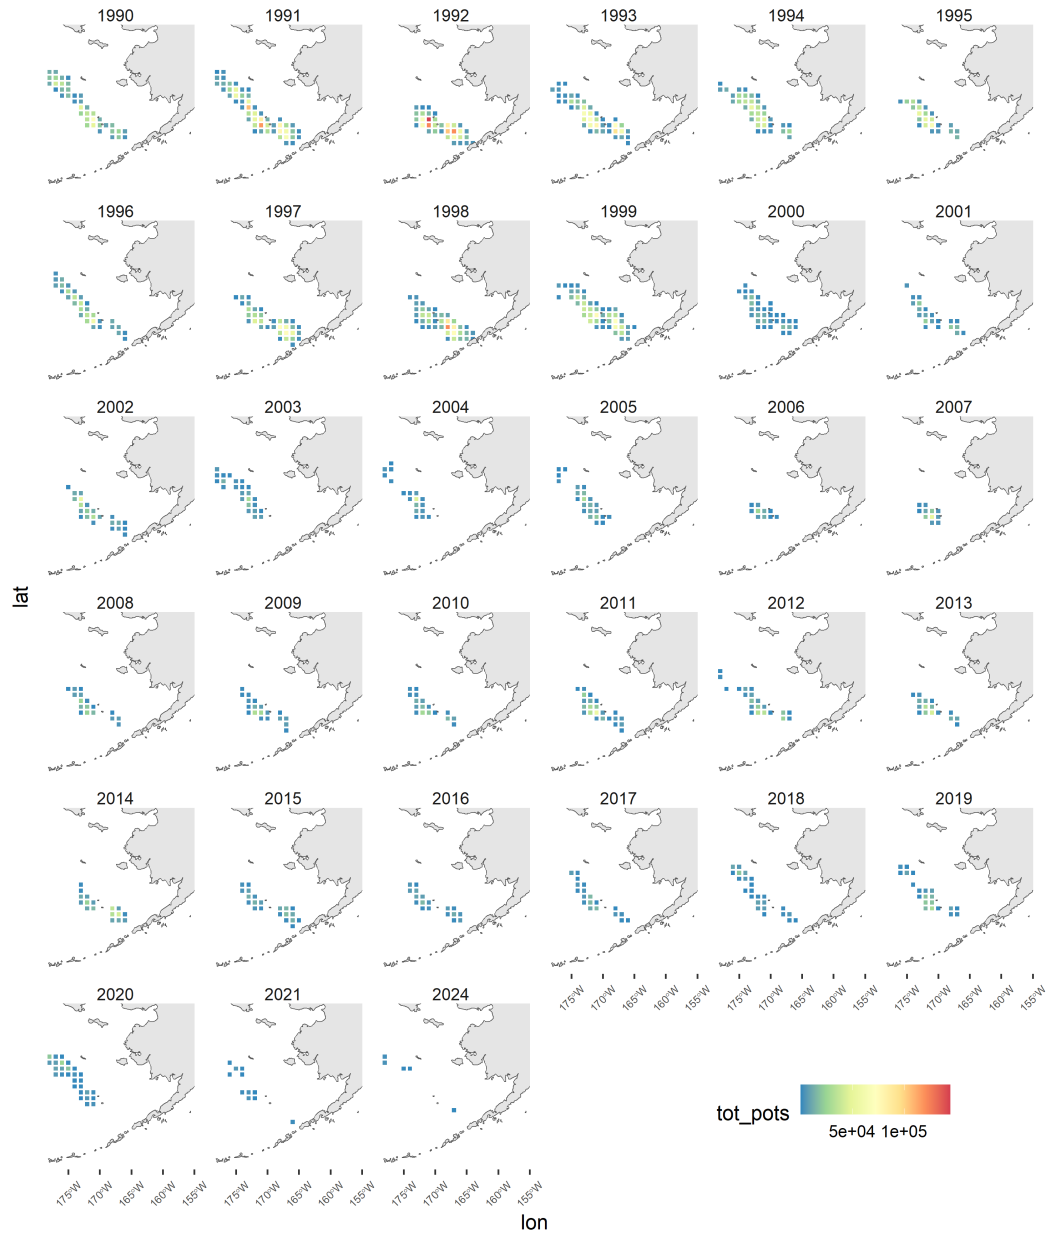 1990 1991 1992 1993 1994 1995
1996 1997 1998 1999 2000 2001
2002 2003 2004 2005 2006 2007
lat
2008 2009 2010 2011 2012 2013
2014 2015 2016 2017 2018 2019
175°W 170°W 165°W 160°W 155°W 175°W 170°W 165°W 160°W 155°W 175°W 170°W 165°W 160°W 155°W
2020 2021 2024
tot_pots
5e+04 1e+05
175°W 170°W 165°W 160°W 155°W 175°W 170°W 165°W 160°W 155°W 175°W 170°W 165°W 160°W 155°W
lon